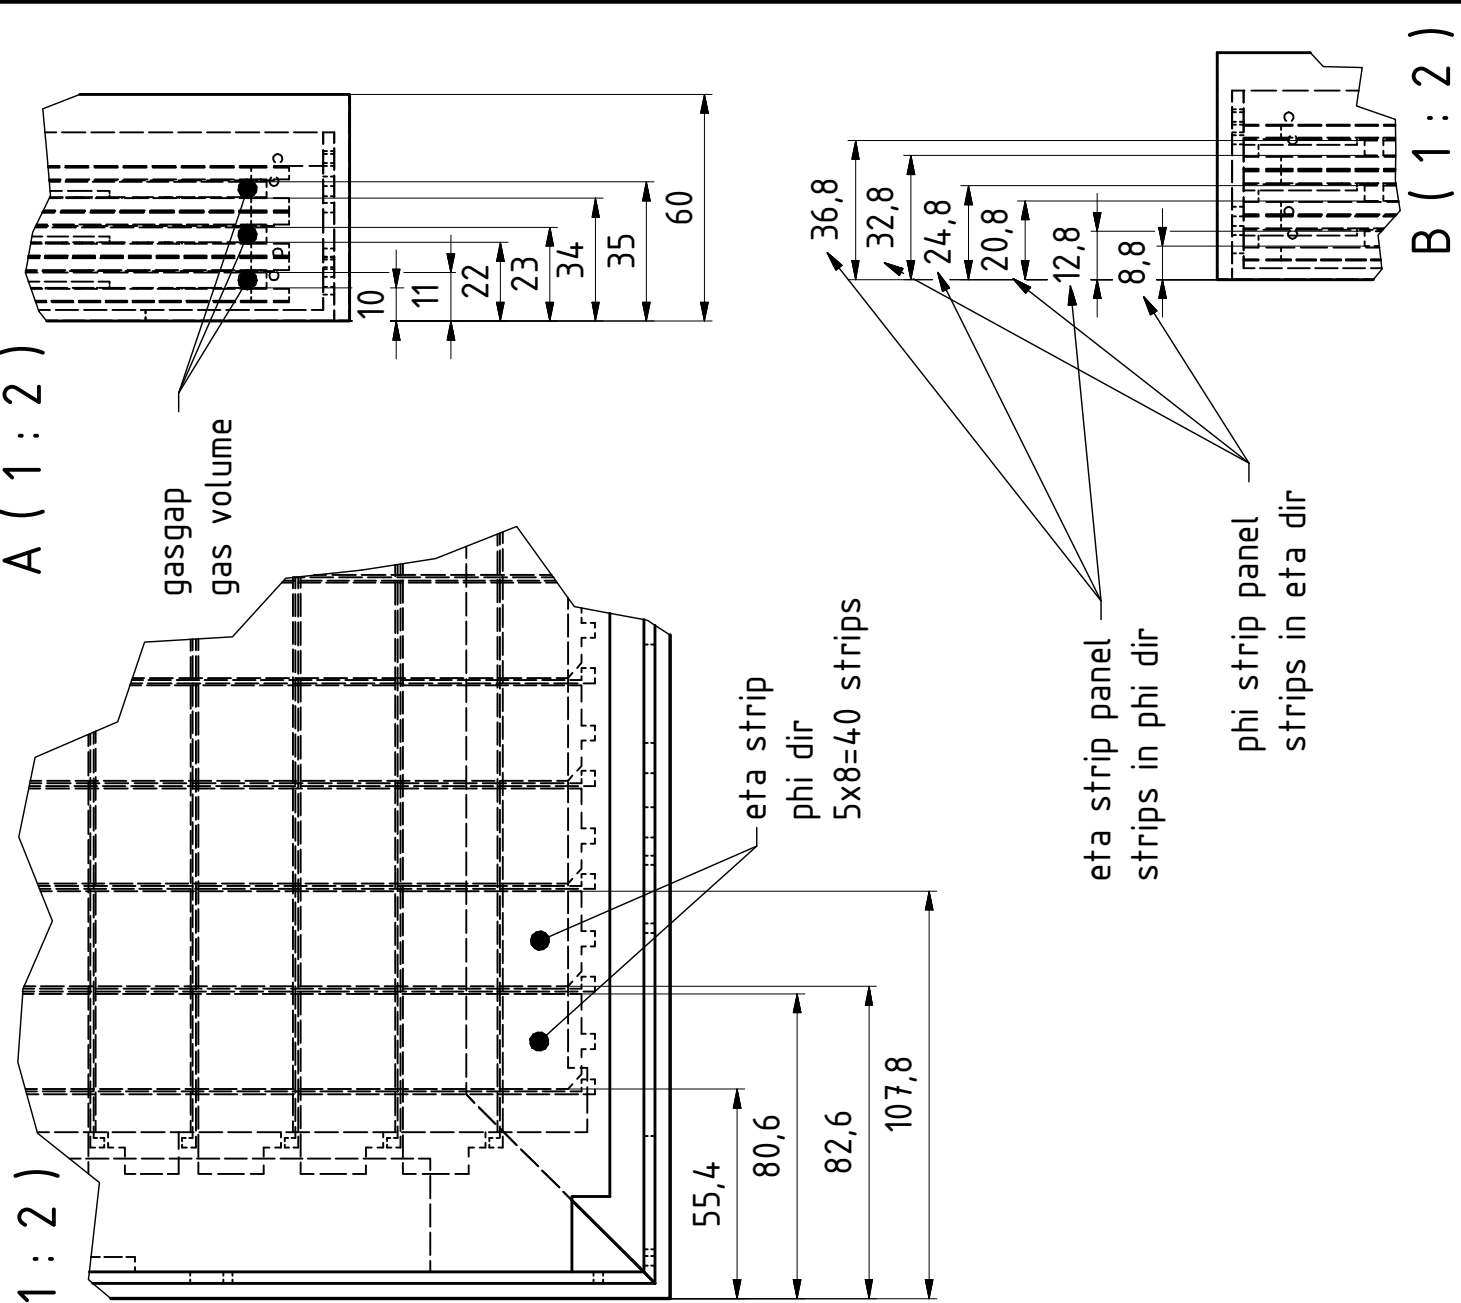 1 : 2 )
A ( 1 : 2 )
gasgap
gas volume
10
11
22
23
34
35
60
eta strip
phi dir
5x8=40 strips
55,4
80,6
82,6
107,8
36,8
32,8
24,8
20,8
12,8
8,8
eta strip panel
strips in phi dir
phi strip panel
strips in eta dir
B ( 1 : 2 )